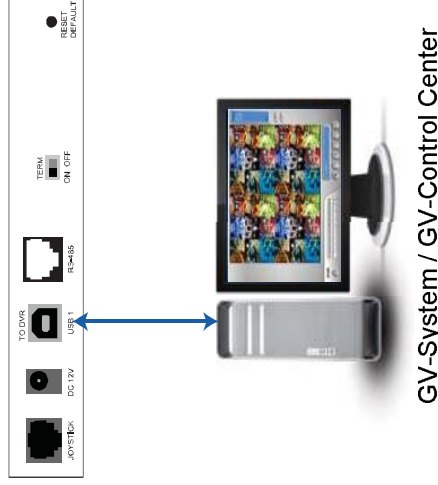 RESET
DEFAULT
TERM
ON OFF
RS-485
TO DVR
USB 1
DC 12V
JOYSTICK
GV-System / GV-Control Center